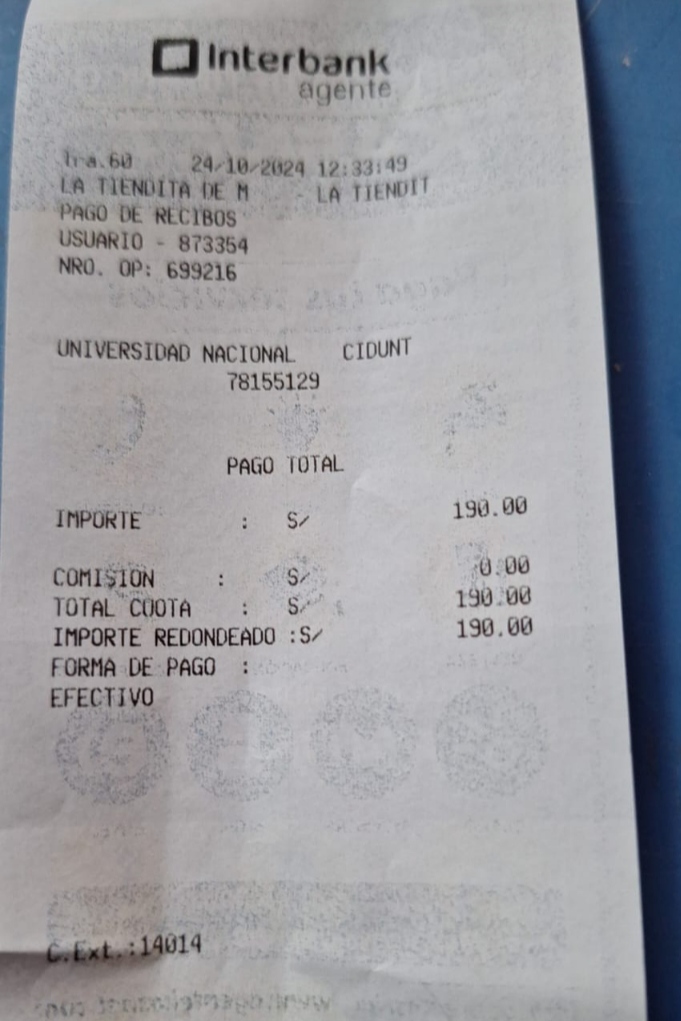 Interbank
agente
Tra.60 24/10/2024 12:33:49
LA TIENDITA DE M - LA TIENDIT
PAGO DE RECIBOS
USUARIO - 873354
NRO. OP: 699216
UNIVERSIDAD NACIONAL CIDUNT
78155129
PAGO TOTAL
IMPORTE : S/ 190.00
COMISION : S/ 0.00
TOTAL CUOTA : S/ 190.00
IMPORTE REDONDEADO :S/ 190.00
FORMA DE PAGO :
EFECTIVO
C.Ext.:14014